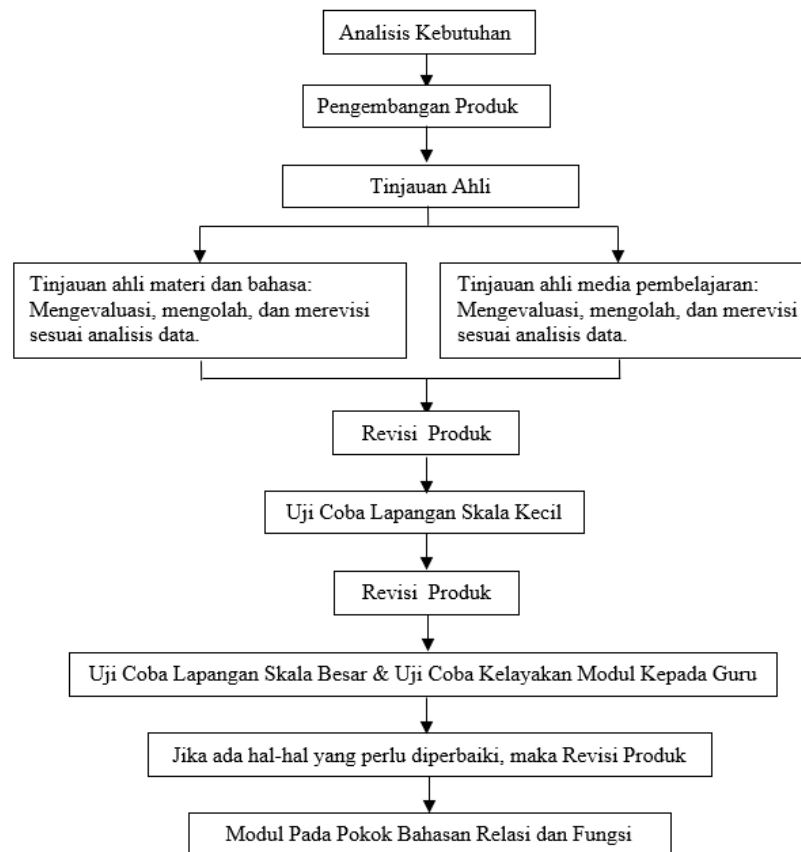 Analisis Kebutuhan
Pengembangan Produk
Tinjauan Ahli
Tinjauan ahli materi dan bahasa:
Mengevaluasi, mengolah, dan merevisi
sesuai analisis data.
Tinjauan ahli media pembelajaran:
Mengevaluasi, mengolah, dan merevisi
sesuai analisis data.
Revisi Produk
Uji Coba Lapangan Skala Kecil
Revisi Produk
Uji Coba Lapangan Skala Besar & Uji Coba Kelayakan Modul Kepada Guru
Jika ada hal-hal yang perlu diperbaiki, maka Revisi Produk
Modul Pada Pokok Bahasan Relasi dan Fungsi